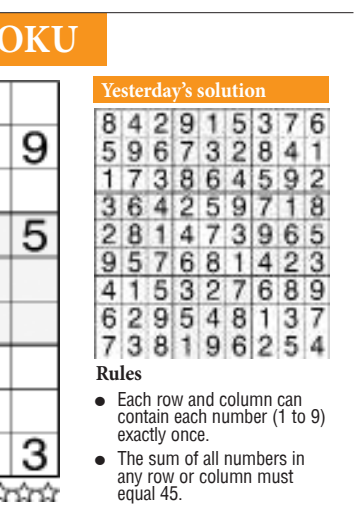 OKU
9
5
3
Yesterday's solution
8 4 2 9 1 5 3 7 6
5 9 6 7 3 2 8 4 1
1 7 3 8 6 4 5 9 2
3 6 4 2 5 9 7 1 8
2 8 1 4 7 3 9 6 5
9 5 7 6 8 1 4 2 3
4 1 5 3 2 7 6 8 9
6 2 9 5 4 8 1 3 7
7 3 8 1 9 6 2 5 4
Rules
● Each row and column can
contain each number (1 to 9)
exactly once.
● The sum of all numbers in
any row or column must
equal 45.